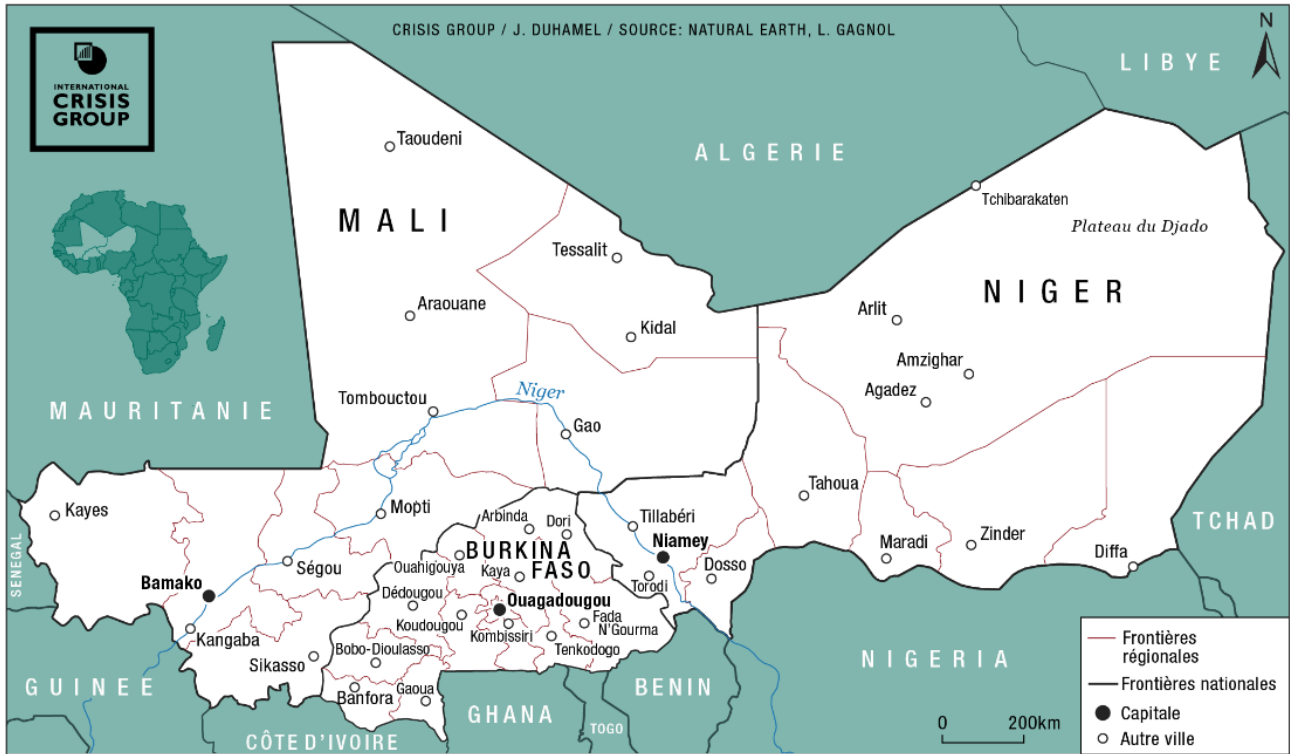 CRISIS GROUP / J. DUHAMEL / SOURCE: NATURAL EARTH, L. GAGNOL
N
INTERNATIONAL
CRISIS
GROUP
LIBYE
ALGERIE
Taoudeni
MALI
Tchibarakaten
Plateau du Djado
Tessalit
NIGER
Araouane
Arlit
Kidal
Amzighar
Agadez
MAURITANIE
Tombouctou
Niger
Gao
Kayes
Mopti
Tahoua
TCHAD
Arbinda
Dori
Tillabéri
SENEGAL
BURKINA
FASO
Niamey
Maradi
Zinder
Diffa
Ouahigouya
Kaya
Ségou
Bamako
Torodi
Dosso
Dédougou
Ouagadougou
Koudougou
Kombissiri
Fada
N'Gourma
Tenkodogo
Kangaba
Sikasso
Bobo-Dioulasso
Banfora
Gaoua
GUINEE
CÔTE D'IVOIRE
GHANA
TOGO
BENIN
NIGERIA
0 200km
Frontières
régionales
Frontières nationales
Capitale
Autre ville